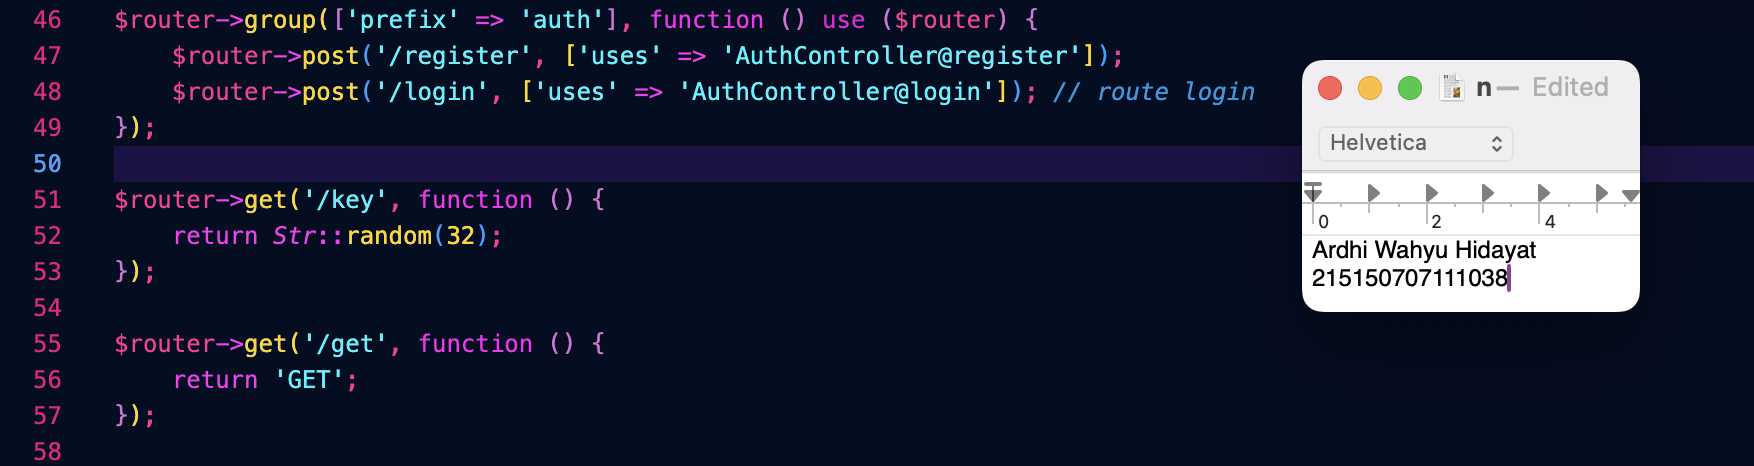 46 $router->group(['prefix' => 'auth'], function () use ($router) {
47     $router->post('/register', ['uses' => 'AuthController@register']);
48     $router->post('/login', ['uses' => 'AuthController@login']); // route login
49 });
50
51 $router->get('/key', function () {
52     return Str::random(32);
53 });
54
55 $router->get('/get', function () {
56     return 'GET';
57 });
58
n — Edited
Helvetica
0 2 4
Ardhi Wahyu Hidayat
215150707111038